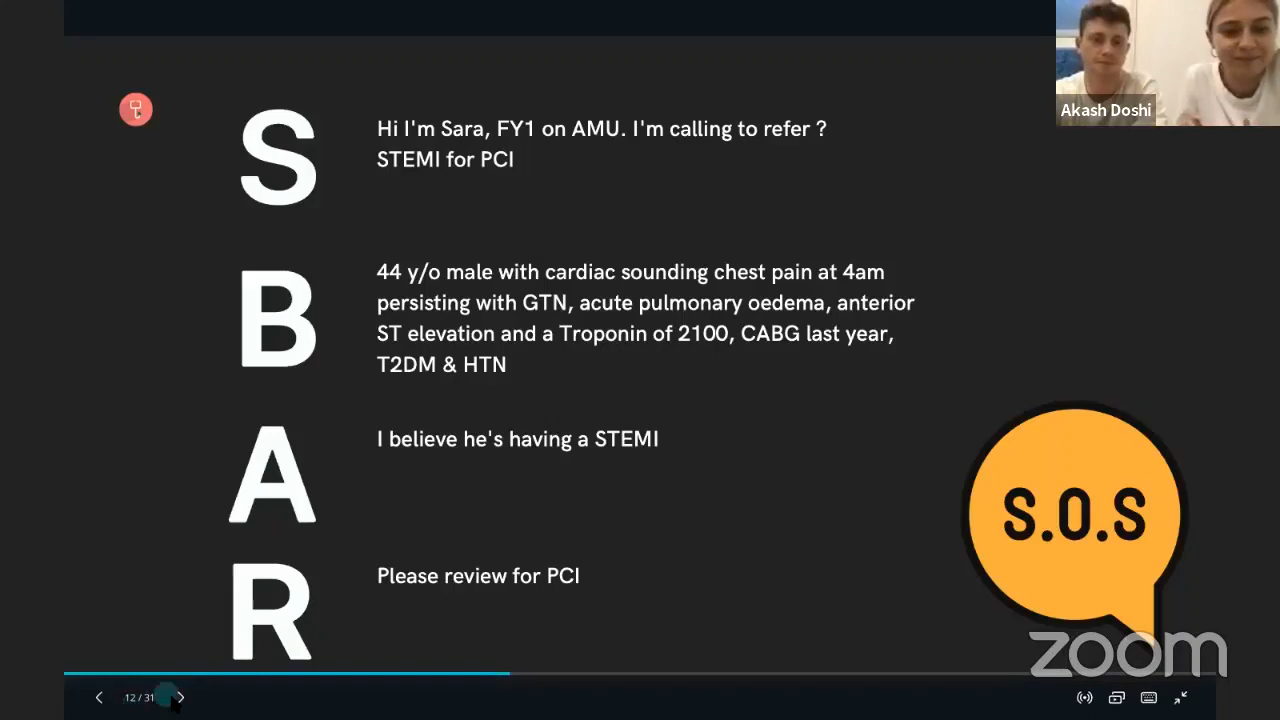 Akash Doshi
S
Hi I'm Sara, FY1 on AMU. I'm calling to refer ?
STEMI for PCI
B
44 y/o male with cardiac sounding chest pain at 4am
persisting with GTN, acute pulmonary oedema, anterior
ST elevation and a Troponin of 2100, CABG last year,
T2DM & HTN
A
I believe he's having a STEMI
S.O.S
R
Please review for PCI
zoom
12 / 31